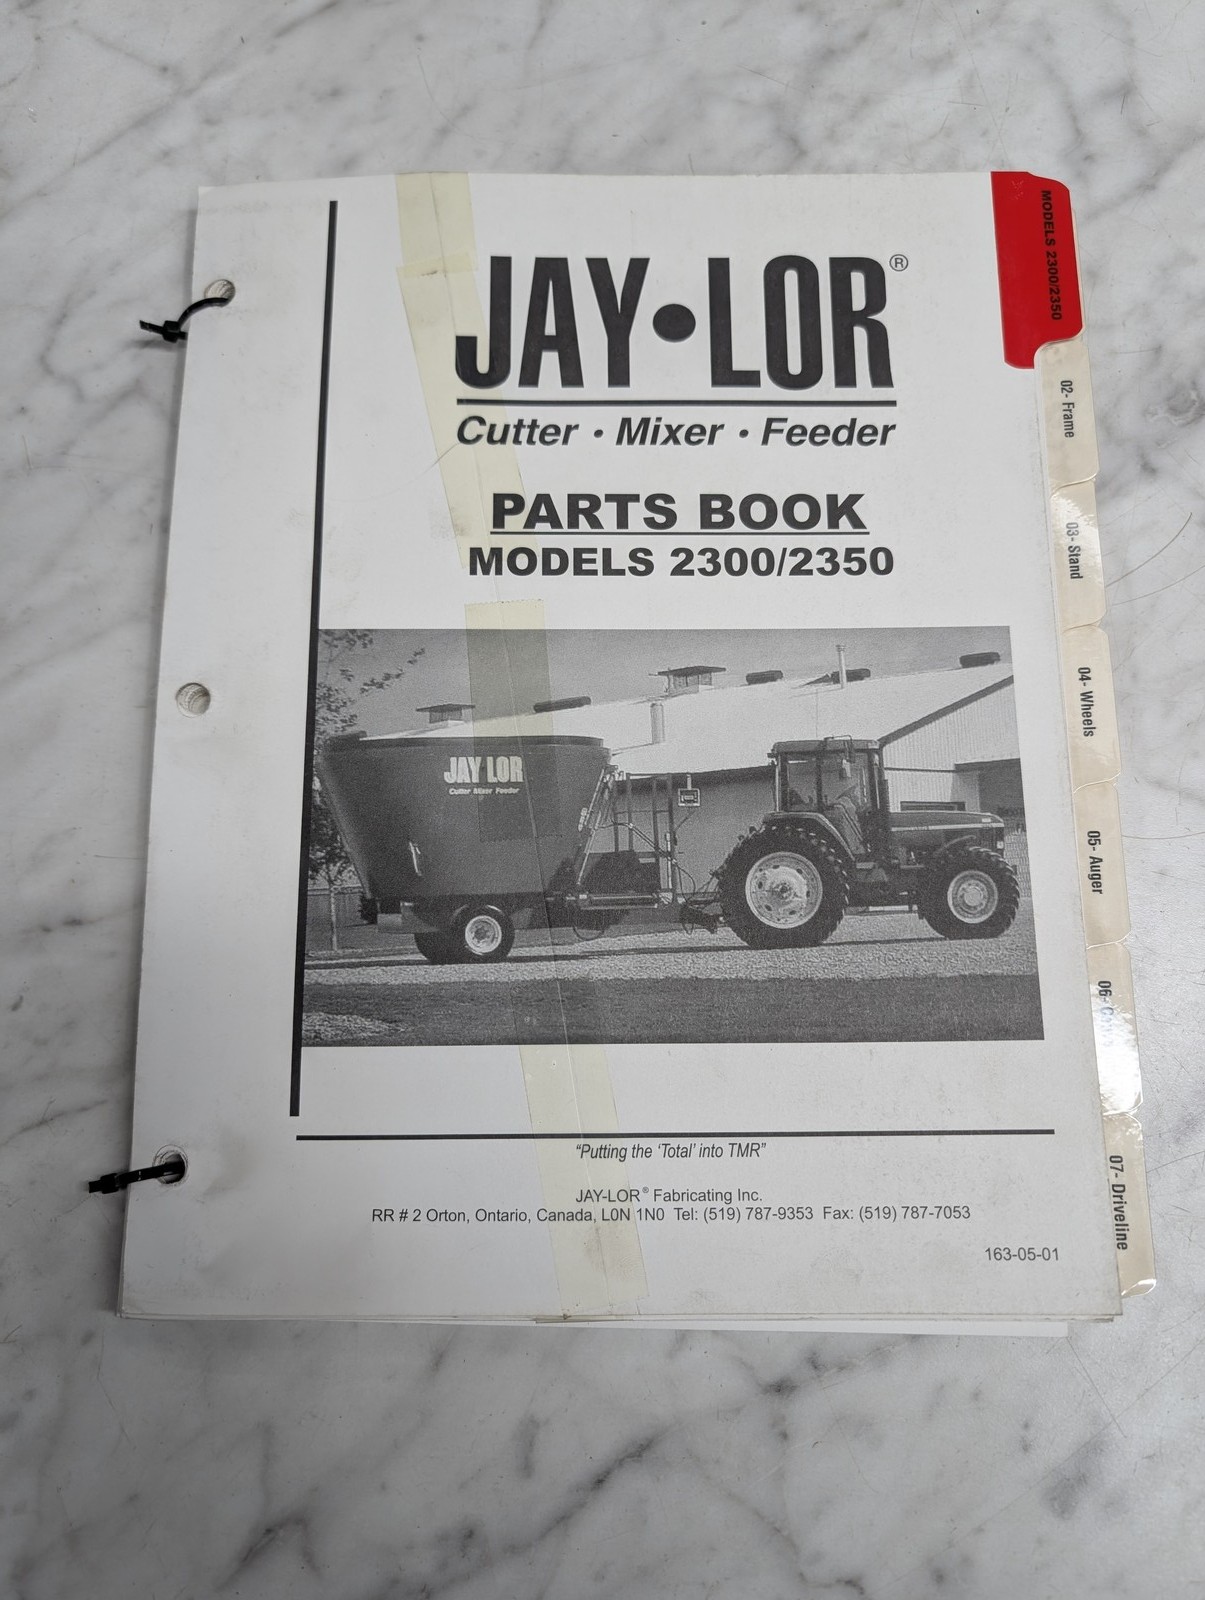 JAY•LOR®
Cutter • Mixer • Feeder
PARTS BOOK
MODELS 2300/2350
JAY LOR
Cutter Mixer Feeder
"Putting the 'Total' into TMR"
JAY-LOR® Fabricating Inc.
RR # 2 Orton, Ontario, Canada, L0N 1N0 Tel: (519) 787-9353 Fax: (519) 787-7053
163-05-01
MODELS 2300/2350
02- Frame
03- Stand
04- Wheels
05- Auger
06-
07- Driveline